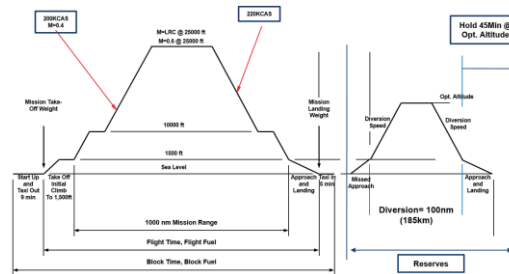 200KCAS
M=0.4
M=LRC @ 25000 ft
M=0.6 @ 25000 ft
220KCAS
Hold 45Min @
Opt. Altitude
Mission Take-
Off Weight
Mission
Landing
Weight
Opt. Altitude
Diversion
Speed
Diversion
Speed
10000 ft
1500 ft
Sea Level
Start Up
and
Taxi Out
9 min
Take Off
Initial
Climb
To 1,500ft
Approach
and
Landing
Taxi In
5 min
Missed
Approach
Approach
and
Landing
1000 nm Mission Range
Diversion= 100nm
(185km)
Flight Time, Flight Fuel
Block Time, Block Fuel
Reserves